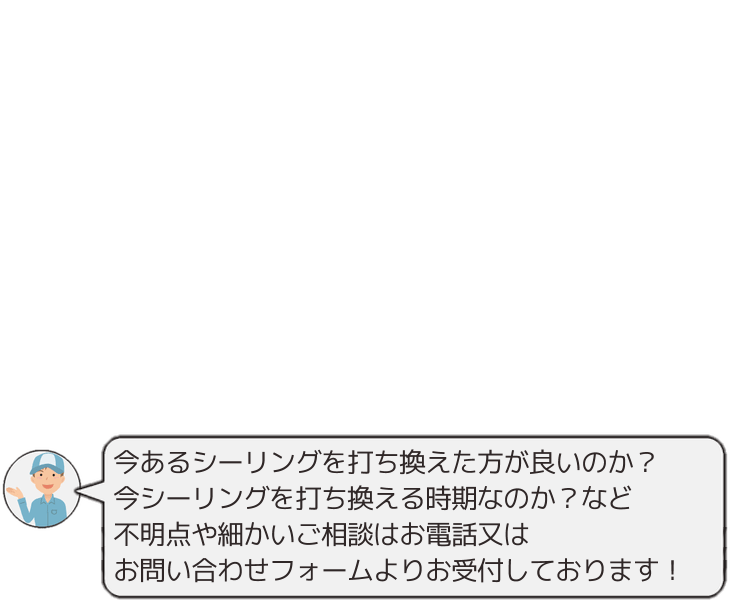 今あるシーリングを打ち換えた方が良いのか？
今シーリングを打ち換える時期なのか？など
不明点や細かいご相談はお電話又は
お問い合わせフォームよりお受付しております！